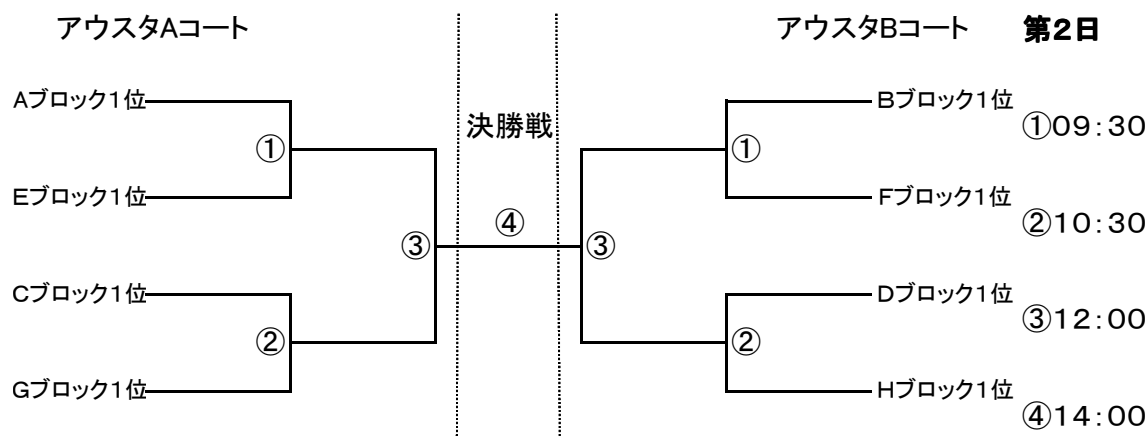 アウスタAコート
アウスタBコート
第2日
Aブロック1位
Bブロック1位
決勝戦
①09:30
①
①
Eブロック1位
Fブロック1位
②10:30
④
③
③
Cブロック1位
Dブロック1位
③12:00
②
②
Gブロック1位
Hブロック1位
④14:00